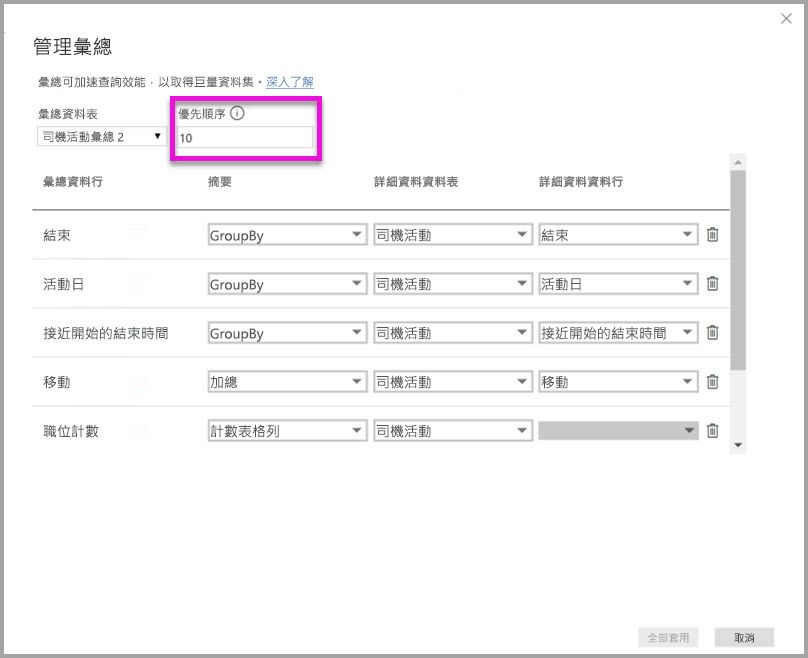 管理彙總
彙總可加速查詢效能，以取得巨量資料集。深入了解
彙總資料表 優先順序
司機活動彙總 2 10
彙總資料行 摘要 詳細資料資料表 詳細資料資料行
結束 GroupBy 司機活動 結束
活動日 GroupBy 司機活動 活動日
接近開始的結束時間 GroupBy 司機活動 接近開始的結束時間
移動 加總 司機活動 移動
職位計數 計數表格列 司機活動
全部套用 取消